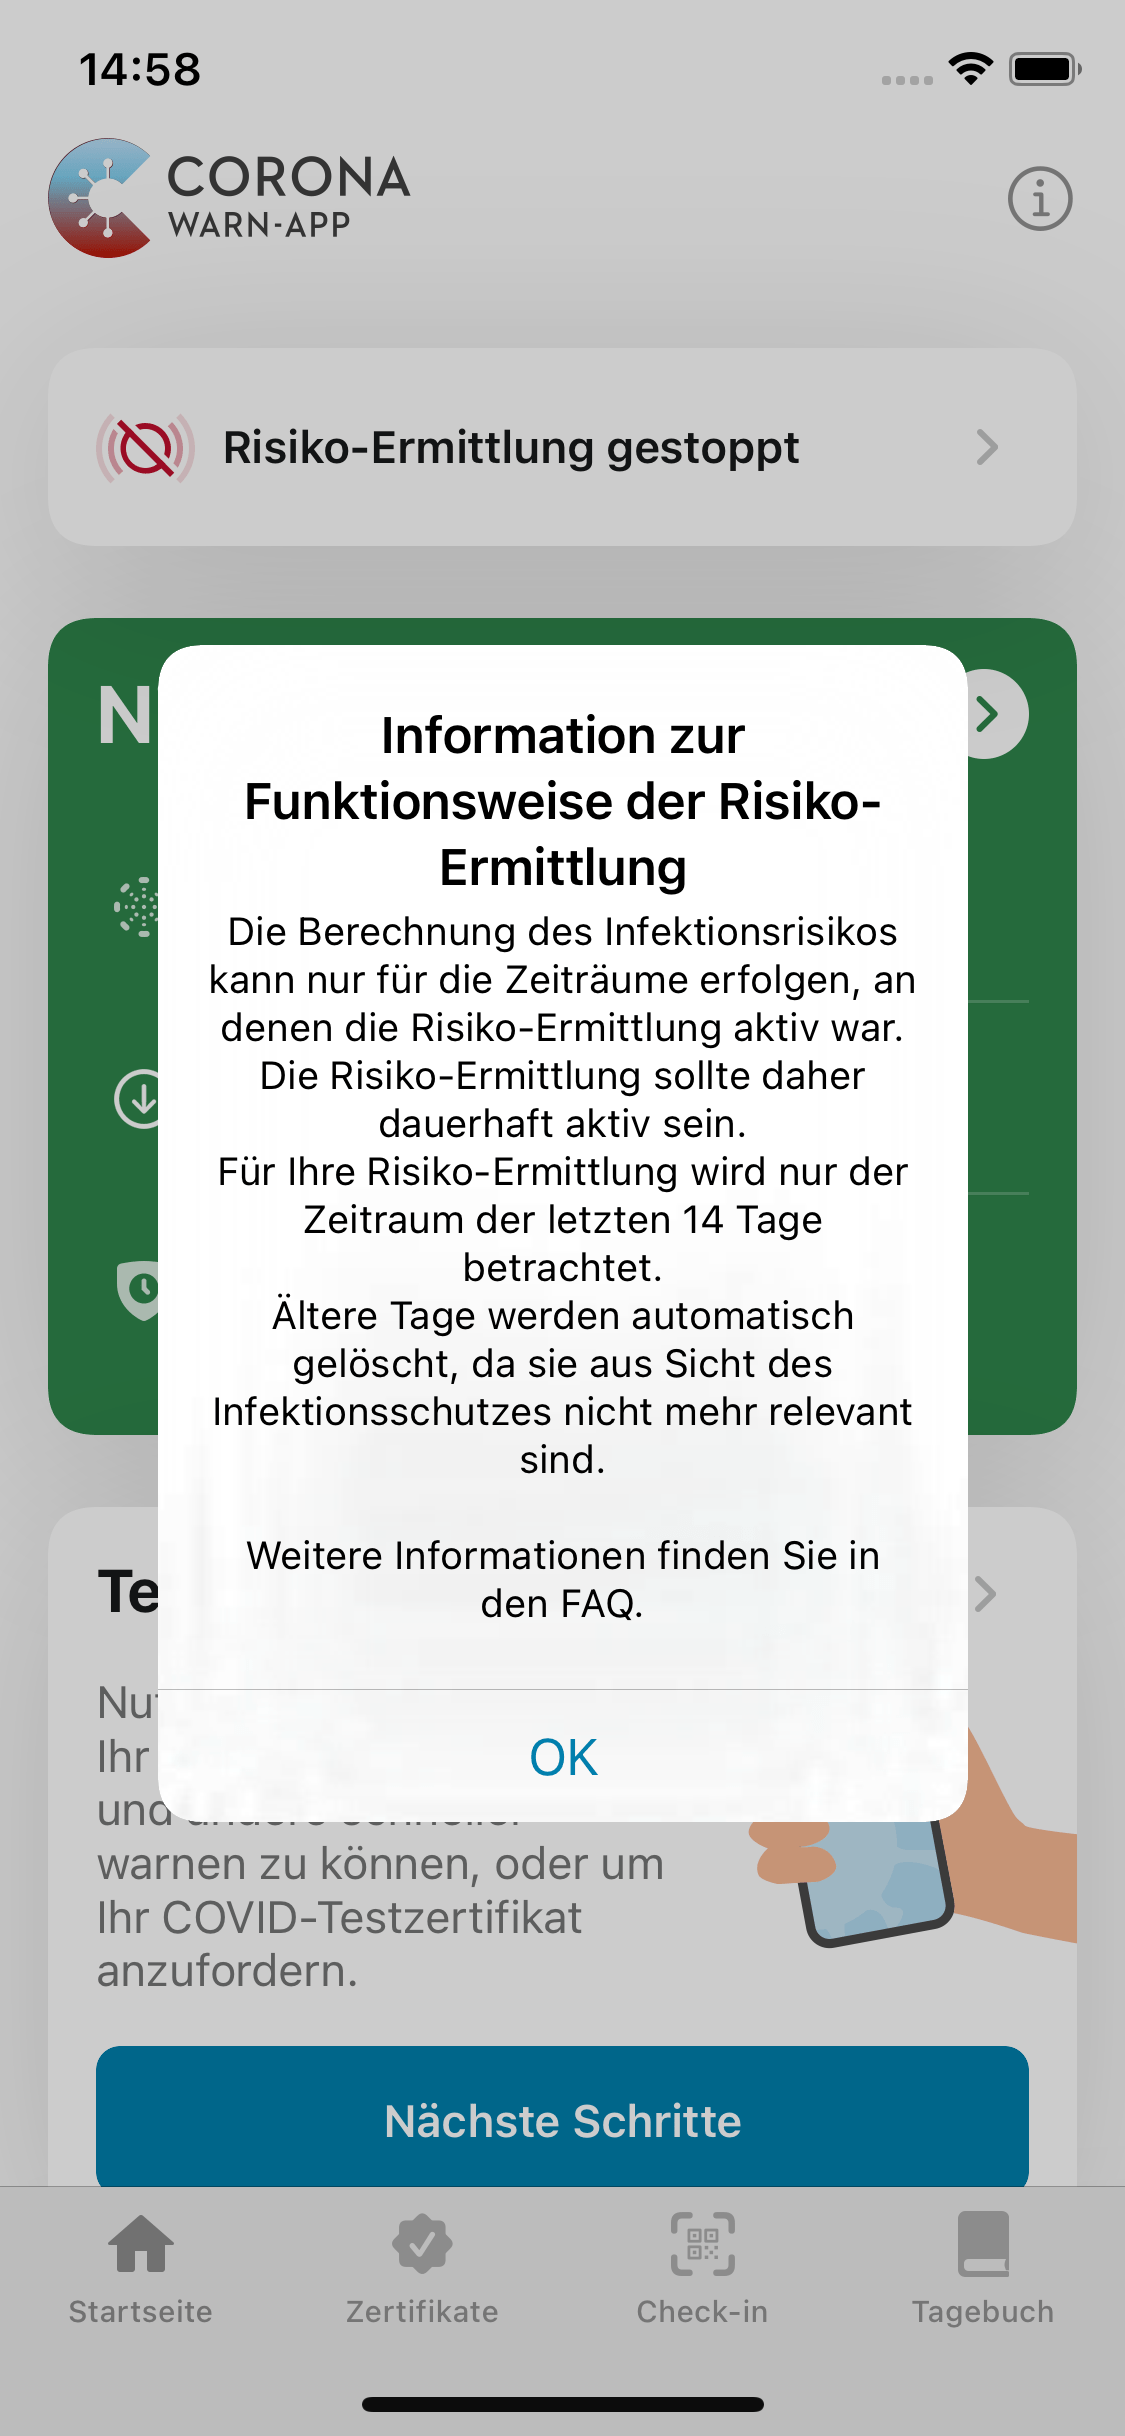 14:58
CORONA
WARN-APP
Risiko-Ermittlung gestoppt
Information zur
Funktionsweise der Risiko-
Ermittlung
Die Berechnung des Infektionsrisikos
kann nur für die Zeiträume erfolgen, an
denen die Risiko-Ermittlung aktiv war.
Die Risiko-Ermittlung sollte daher
dauerhaft aktiv sein.
Für Ihre Risiko-Ermittlung wird nur der
Zeitraum der letzten 14 Tage
betrachtet.
Ältere Tage werden automatisch
gelöscht, da sie aus Sicht des
Infektionsschutzes nicht mehr relevant
sind.
Weitere Informationen finden Sie in
den FAQ.
OK
Ihr
und
warnen zu können, oder um
Ihr COVID-Testzertifikat
anzufordern.
Nächste Schritte
Startseite
Zertifikate
Check-in
Tagebuch